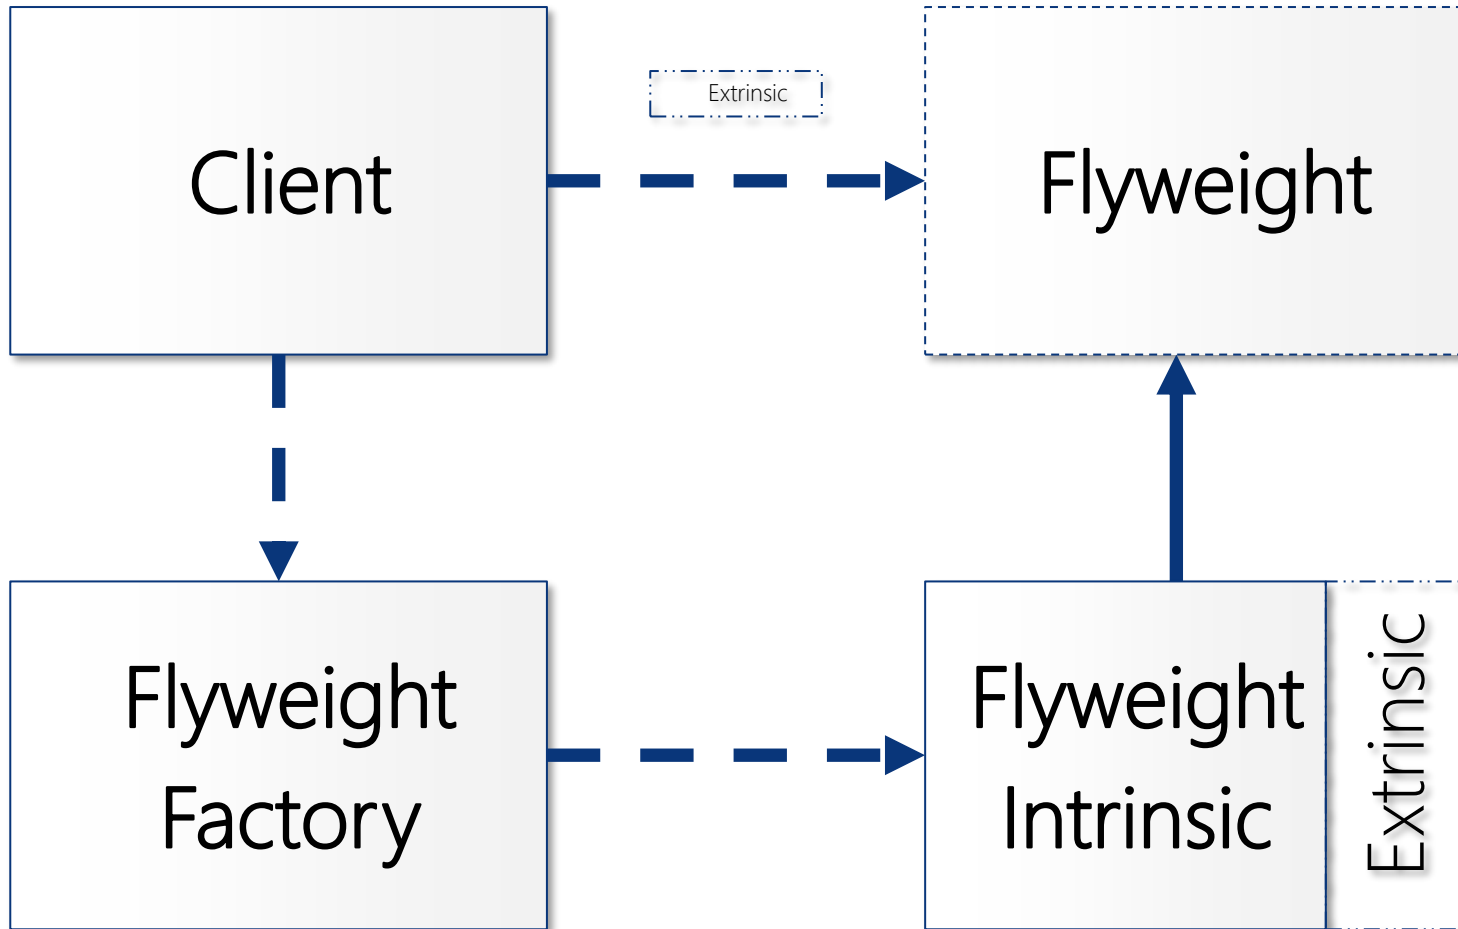 Extrinsic
Client
Flyweight
Flyweight
Factory
Flyweight
Intrinsic
Extrinsic